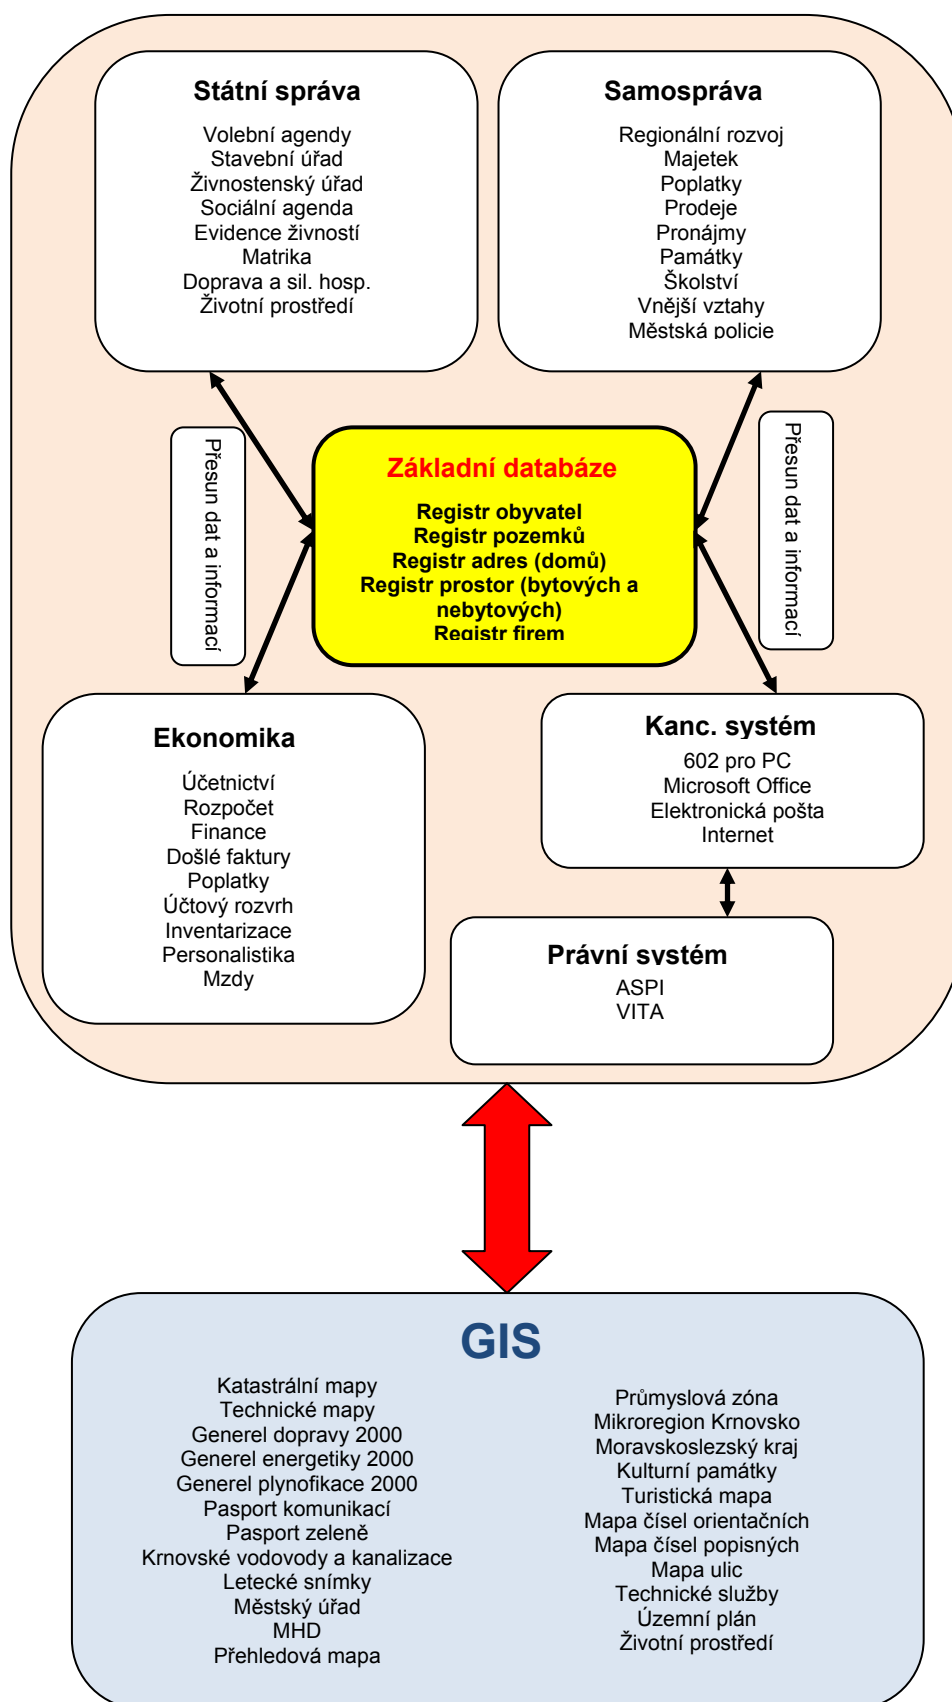 Státní správa
Volební agendy
Stavební úřad
Živnostenský úřad
Sociální agenda
Evidence živností
Matrika
Doprava a sil. hosp.
Životní prostředí
Samospráva
Regionální rozvoj
Majetek
Poplatky
Prodeje
Pronájmy
Památky
Školství
Vnější vztahy
Městská policie
Přesun dat a informací
Základní databáze
Registr obyvatel
Registr pozemků
Registr adres (domů)
Registr prostor (bytových a
nebytových)
Registr firem
Přesun dat a informací
Ekonomika
Účetnictví
Rozpočet
Finance
Došlé faktury
Poplatky
Účtový rozvrh
Inventarizace
Personalistika
Mzdy
Kanc. systém
602 pro PC
Microsoft Office
Elektronická pošta
Internet
Právní systém
ASPI
VITA
GIS
Katastrální mapy
Technické mapy
Generel dopravy 2000
Generel energetiky 2000
Generel plynofikace 2000
Pasport komunikací
Pasport zeleně
Krnovské vodovody a kanalizace
Letecké snímky
Městský úřad
MHD
Přehledová mapa
Průmyslová zóna
Mikroregion Krnovsko
Moravskoslezský kraj
Kulturní památky
Turistická mapa
Mapa čísel orientačních
Mapa čísel popisných
Mapa ulic
Technické služby
Územní plán
Životní prostředí